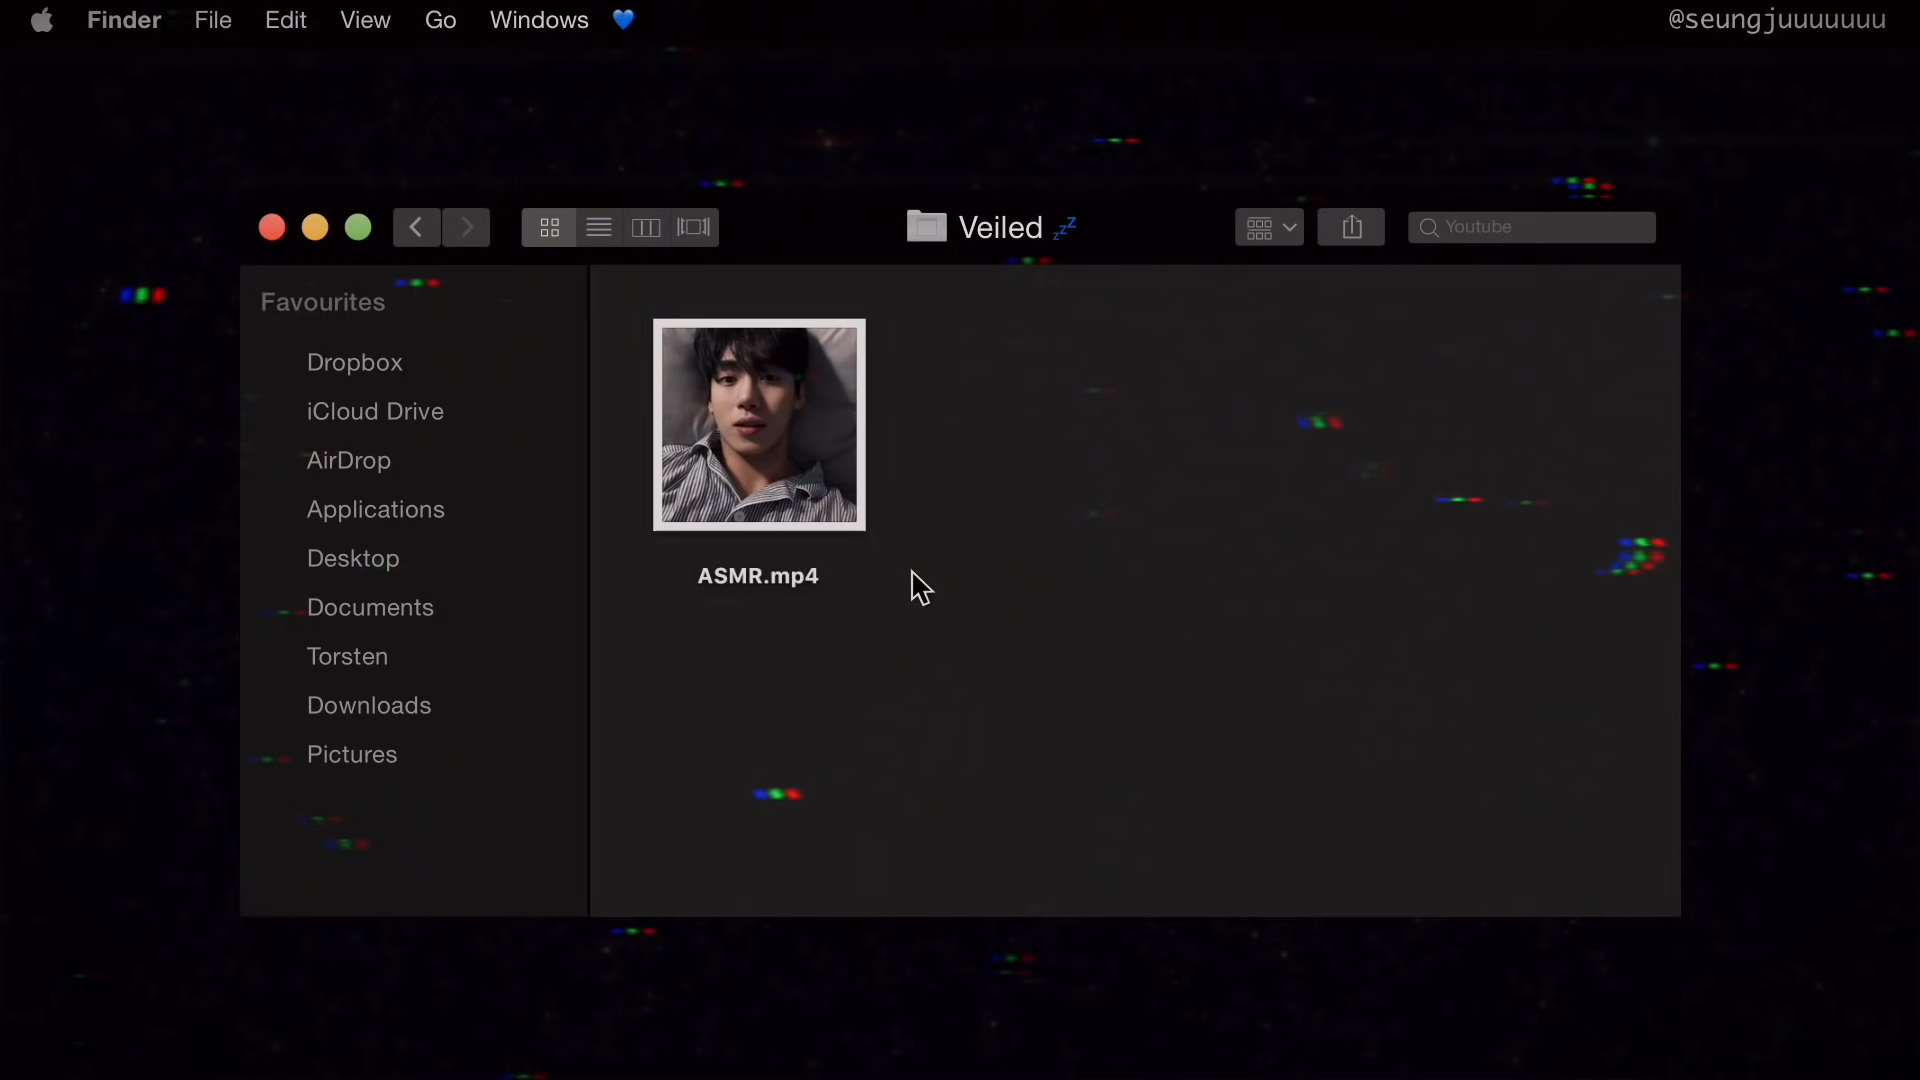 Finder File Edit View Go Windows 💙 @seungjuuuuuuu
Veiled 💤
Youtube
Favourites
Dropbox
iCloud Drive
AirDrop
Applications
Desktop
Documents
Torsten
Downloads
Pictures
ASMR.mp4